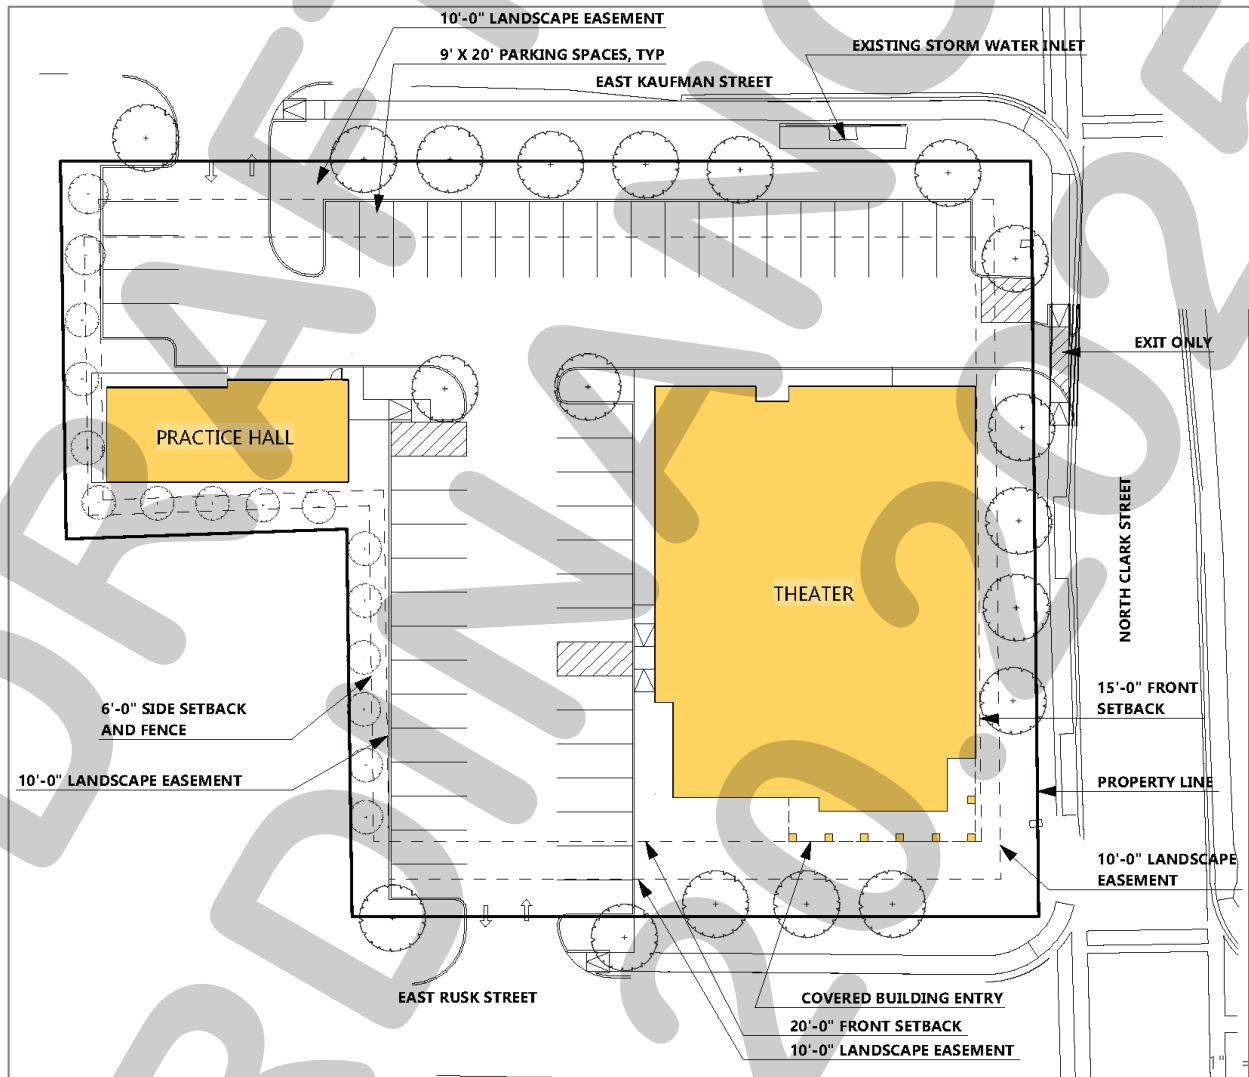 10'-0" LANDSCAPE EASEMENT
9' X 20' PARKING SPACES, TYP
EXISTING STORM WATER INLET
EAST KAUFMAN STREET
EXIT ONLY
PRACTICE HALL
THEATER
NORTH CLARK STREET
6'-0" SIDE SETBACK
AND FENCE
10'-0" LANDSCAPE EASEMENT
15'-0" FRONT
SETBACK
PROPERTY LINE
10'-0" LANDSCAPE
EASEMENT
EAST RUSK STREET
COVERED BUILDING ENTRY
20'-0" FRONT SETBACK
10'-0" LANDSCAPE EASEMENT
1" =
DRAFT
ORDINANCE